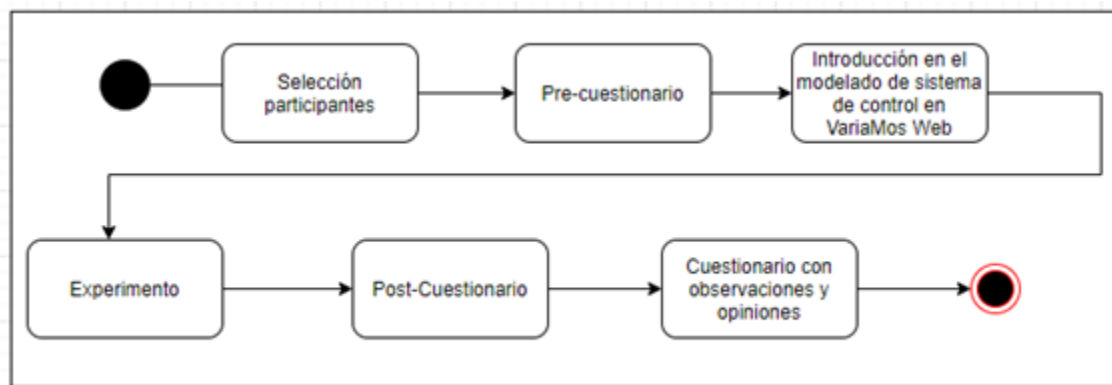 Selección
participantes
Pre-cuestionario
Introducción en el
modelado de sistema
de control en
VariaMos Web
Experimento
Post-Cuestionario
Cuestionario con
observaciones y
opiniones